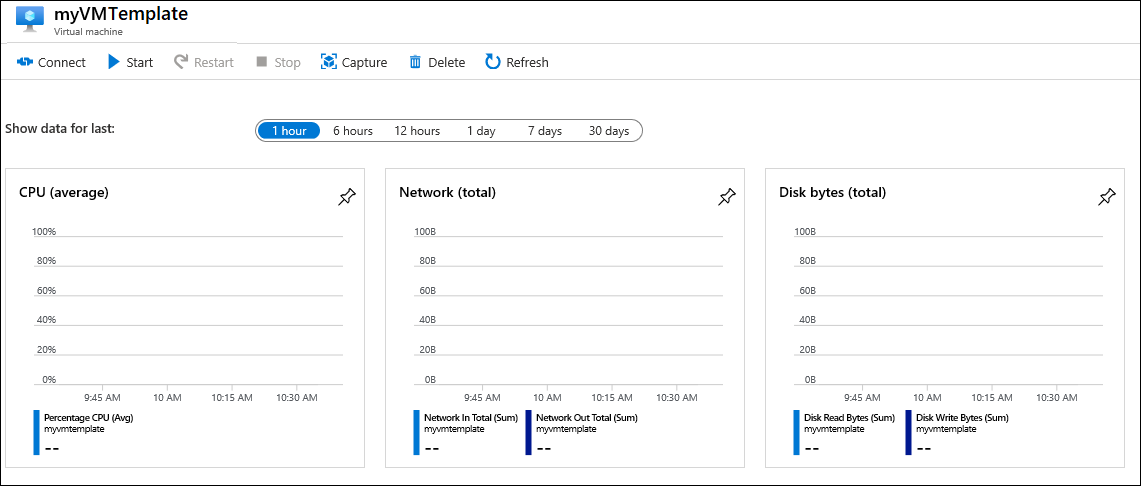 myVMTemplate
Virtual machine
Connect Start Restart Stop Capture Delete Refresh
Show data for last: 1 hour 6 hours 12 hours 1 day 7 days 30 days
CPU (average)
100%
80%
60%
40%
20%
0%
9:45 AM 10 AM 10:15 AM 10:30 AM
Percentage CPU (Avg)
myvmtemplate
--
Network (total)
100B
80B
60B
40B
20B
0B
9:45 AM 10 AM 10:15 AM 10:30 AM
Network In Total (Sum)
myvmtemplate
--
Network Out Total (Sum)
myvmtemplate
--
Disk bytes (total)
100B
80B
60B
40B
20B
0B
9:45 AM 10 AM 10:15 AM 10:30 AM
Disk Read Bytes (Sum)
myvmtemplate
--
Disk Write Bytes (Sum)
myvmtemplate
--